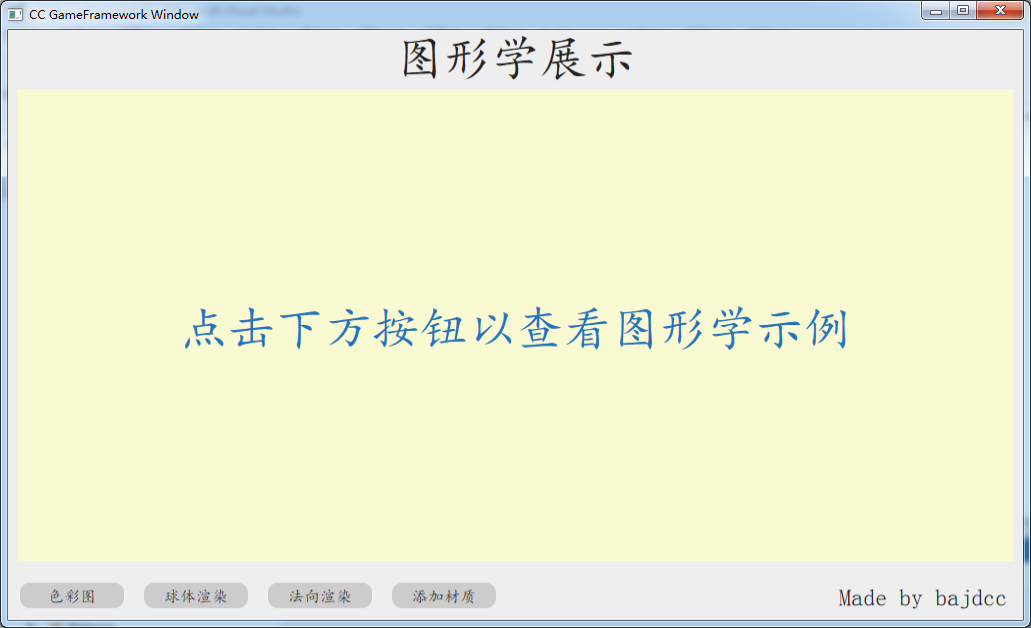 CC GameFramework Window
图形学展示
点击下方按钮以查看图形学示例
色彩图
球体渲染
法向渲染
添加材质
Made by bajdcc